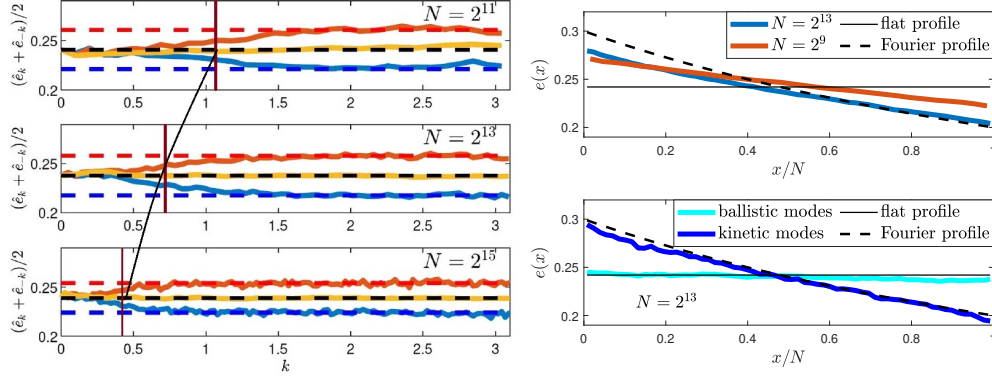 N = 2^{11}
(ê_k + ê_{-k})/2
0.25
0.2
0 0.5 1 1.5 2 2.5 3
N = 2^{13}
(ê_k + ê_{-k})/2
0.25
0.2
0 0.5 1 1.5 2 2.5 3
N = 2^{15}
(ê_k + ê_{-k})/2
0.25
0.2
0 0.5 1 1.5 2 2.5 3
k
N = 2^{13} flat profile
N = 2^9 Fourier profile
e(x)
0.3
0.25
0.2
0 0.2 0.4 0.6 0.8 1
x/N
ballistic modes flat profile
kinetic modes Fourier profile
e(x)
0.3
0.25
0.2
N = 2^{13}
0 0.2 0.4 0.6 0.8 1
x/N